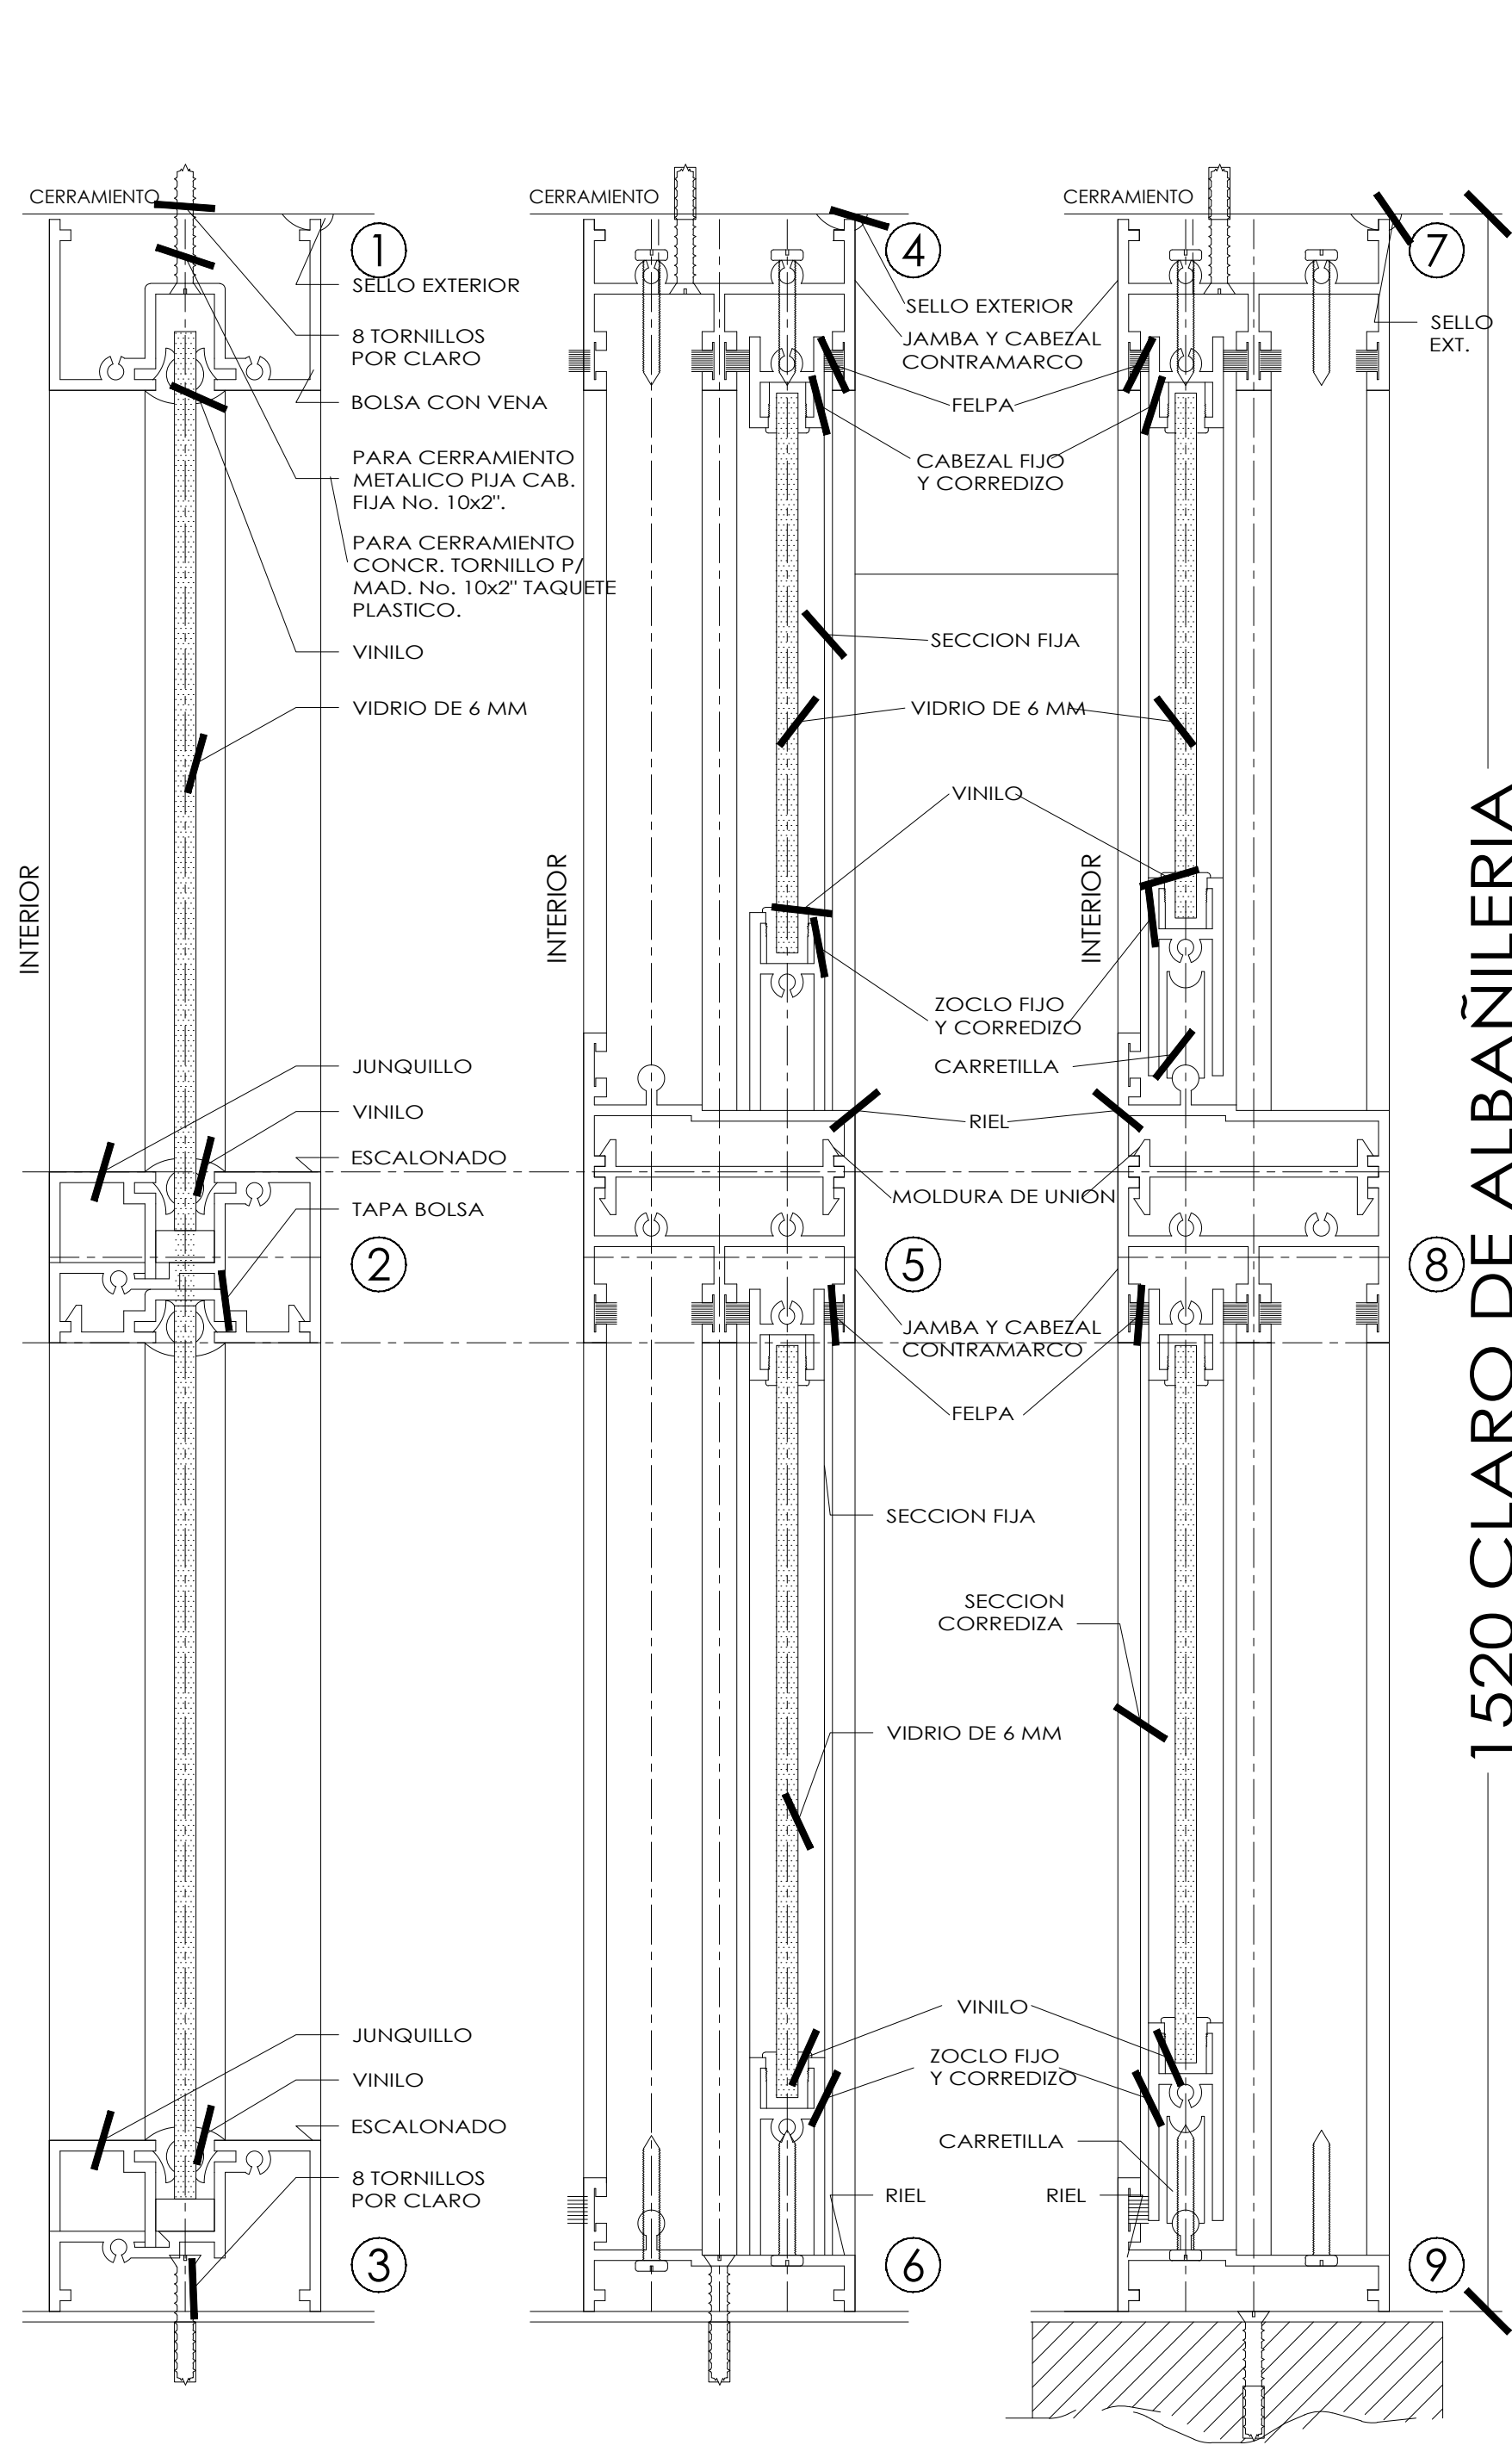 CERRAMIENTO
1
SELLO EXTERIOR
8 TORNILLOS
POR CLARO
BOLSA CON VENA
PARA CERRAMIENTO
METALICO PIJA CAB.
FIJA No. 10x2".
PARA CERRAMIENTO
CONCR. TORNILLO P/
MAD. No. 10x2" TAQUETE
PLASTICO.
VINILO
VIDRIO DE 6 MM
INTERIOR
JUNQUILLO
VINILO
ESCALONADO
TAPA BOLSA
2
JUNQUILLO
VINILO
ESCALONADO
8 TORNILLOS
POR CLARO
3
CERRAMIENTO
4
SELLO EXTERIOR
JAMBA Y CABEZAL
CONTRAMARCO
FELPA
CABEZAL FIJO
Y CORREDIZO
SECCION FIJA
VIDRIO DE 6 MM
VINILO
INTERIOR
ZOCLO FIJO
Y CORREDIZO
CARRETILLA
RIEL
MOLDURA DE UNION
5
JAMBA Y CABEZAL
CONTRAMARCO
FELPA
SECCION FIJA
SECCION
CORREDIZA
VIDRIO DE 6 MM
VINILO
ZOCLO FIJO
Y CORREDIZO
CARRETILLA
RIEL
RIEL
6
CERRAMIENTO
7
SELLO
EXT.
INTERIOR
8
9
1520 CLARO DE ALBAÑILERIA